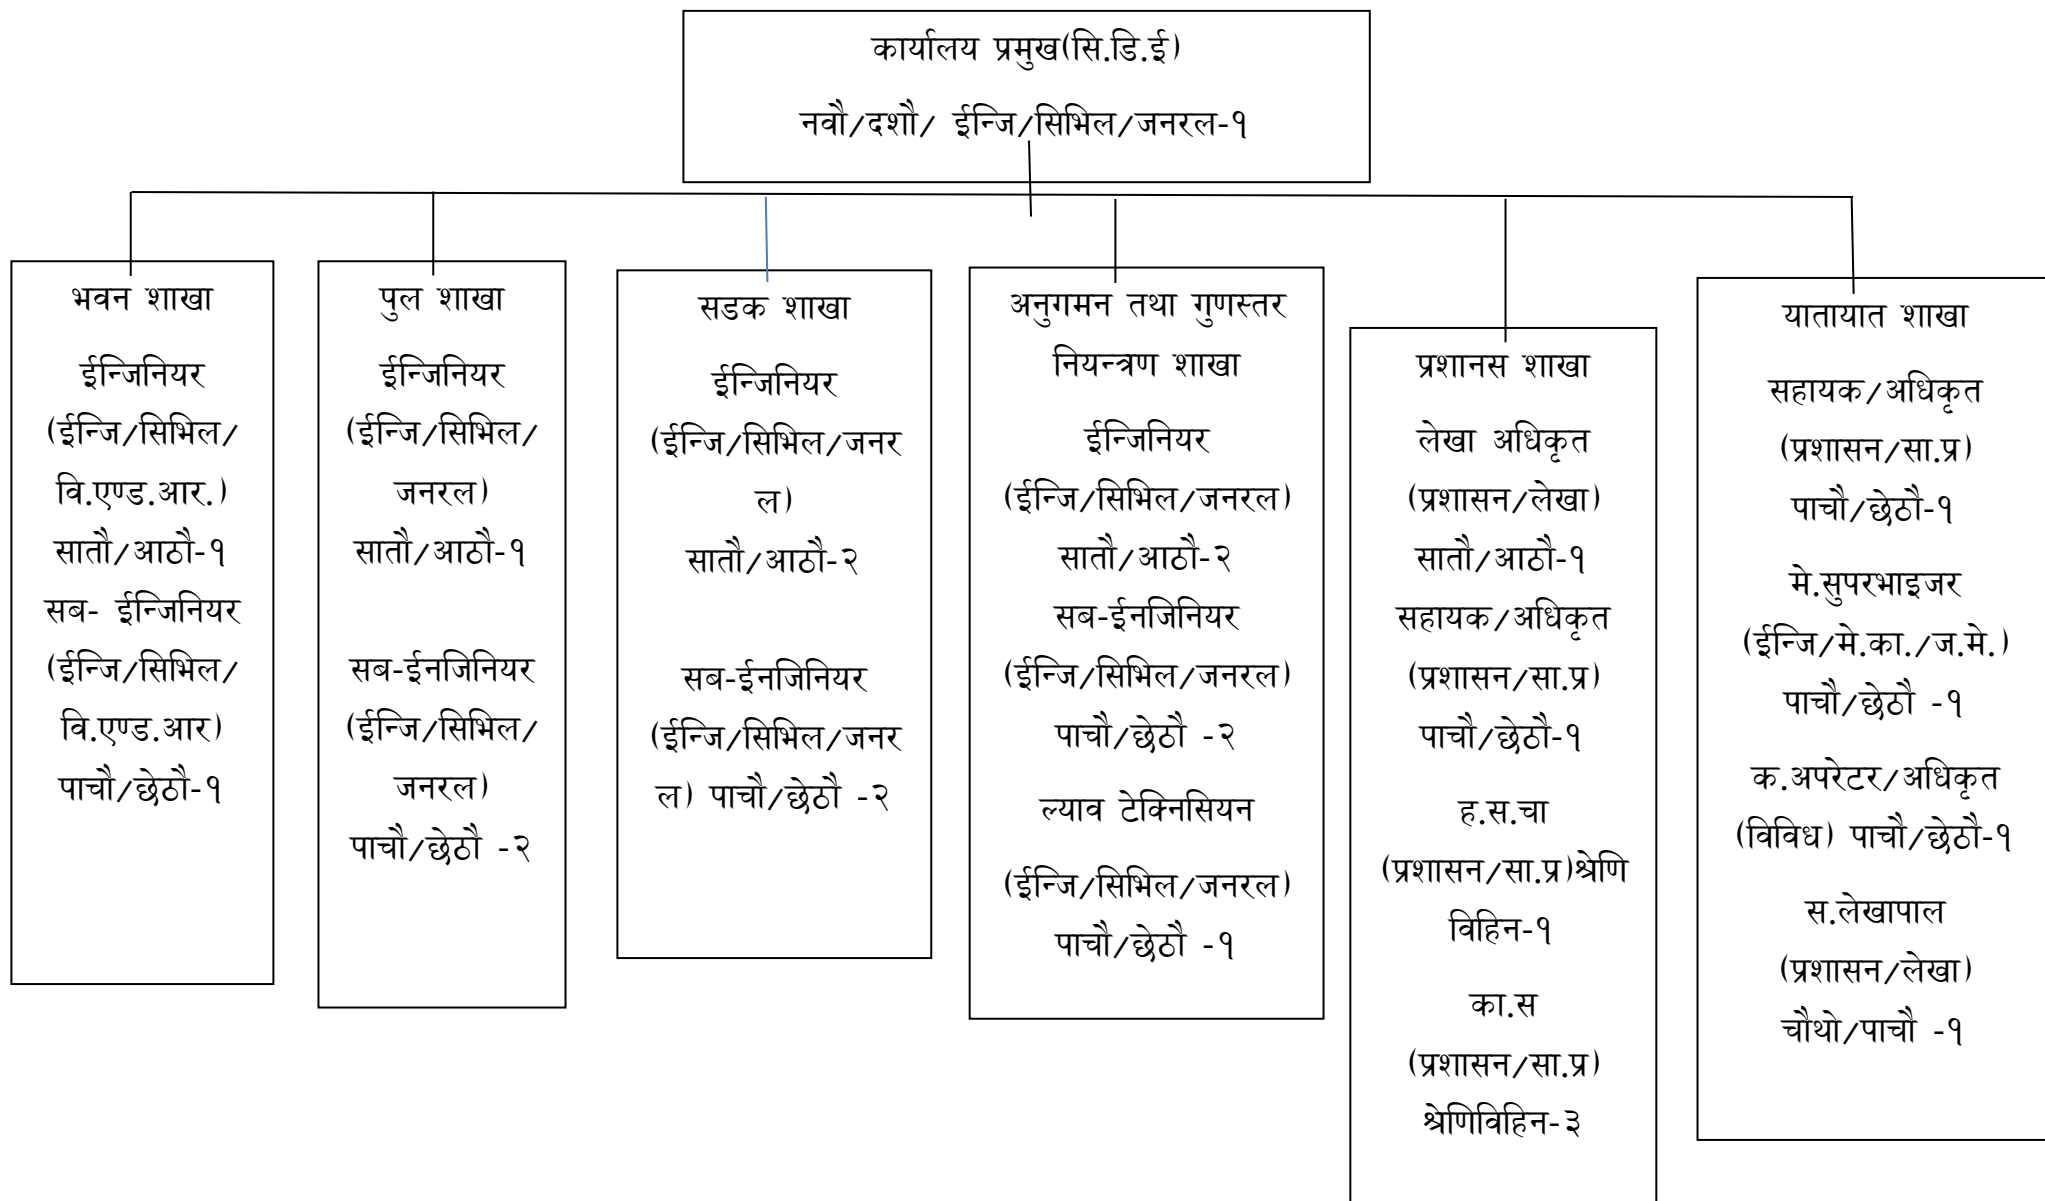 कार्यालय प्रमुख(सि.डि.ई)
नवौ/दशौ/ ईन्जि/सिभिल/जनरल-१
भवन शाखा
ईन्जिनियर
(ईन्जि/सिभिल/
वि.एण्ड.आर.)
सातौ/आठौ-१
सब- ईन्जिनियर
(ईन्जि/सिभिल/
वि.एण्ड.आर)
पाचौ/छेठौ-१
पुल शाखा
ईन्जिनियर
(ईन्जि/सिभिल/
जनरल)
सातौ/आठौ-१
सब-ईनजिनियर
(ईन्जि/सिभिल/
जनरल)
पाचौ/छेठौ -२
सडक शाखा
ईन्जिनियर
(ईन्जि/सिभिल/जनर
ल)
सातौ/आठौ-२
सब-ईनजिनियर
(ईन्जि/सिभिल/जनर
ल) पाचौ/छेठौ -२
अनुगमन तथा गुणस्तर
नियन्त्रण शाखा
ईन्जिनियर
(ईन्जि/सिभिल/जनरल)
सातौ/आठौ-२
सब-ईनजिनियर
(ईन्जि/सिभिल/जनरल)
पाचौ/छेठौ -२
ल्याव टेक्निसियन
(ईन्जि/सिभिल/जनरल)
पाचौ/छेठौ -१
प्रशानस शाखा
लेखा अधिकृत
(प्रशासन/लेखा)
सातौ/आठौ-१
सहायक/अधिकृत
(प्रशासन/सा.प्र)
पाचौ/छेठौ-१
ह.स.चा
(प्रशासन/सा.प्र)श्रेणि
विहिन-१
का.स
(प्रशासन/सा.प्र)
श्रेणिविहिन-३
यातायात शाखा
सहायक/अधिकृत
(प्रशासन/सा.प्र)
पाचौ/छेठौ-१
मे.सुपरभाइजर
(ईन्जि/मे.का./ज.मे.)
पाचौ/छेठौ -१
क.अपरेटर/अधिकृत
(विविध) पाचौ/छेठौ-१
स.लेखापाल
(प्रशासन/लेखा)
चौथो/पाचौ -१